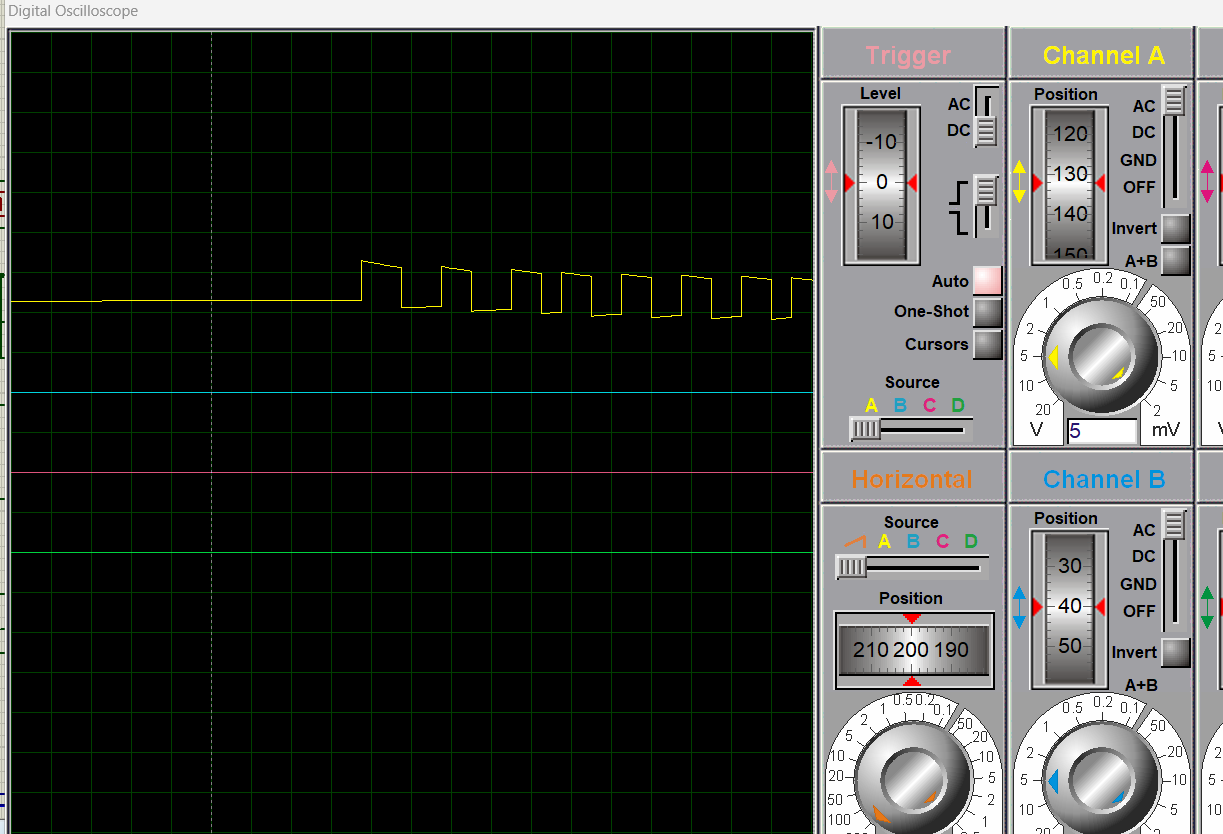 Digital Oscilloscope
Trigger
Level
AC
DC
-10
0
10
Auto
One-Shot
Cursors
Source
A B C D
Channel A
Position
AC
DC
GND
OFF
120
130
140
150
Invert
A+B
20 10 5 2 1 0.5 0.2 0.1 50 20 10 5 2
V 5 mV
Horizontal
Source
A B C D
Position
210 200 190
100 50 20 10 5 2 1 0.5 0.2 0.1 50 20 10 5 2 1
Channel B
Position
AC
DC
GND
OFF
30
40
50
Invert
A+B
20 10 5 2 1 0.5 0.2 0.1 50 20 10 5 2